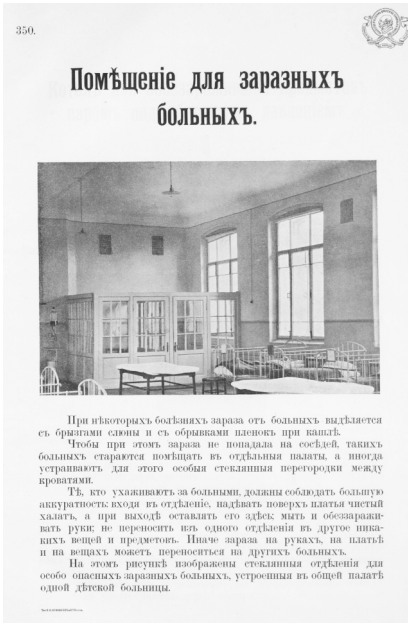 350.
Помѣщеніе для заразныхъ
больныхъ.
При нѣкоторыхъ болѣзняхъ зараза отъ больныхъ выдѣляется
съ брызгами слюны и съ обрывками пленокъ при кашлѣ.
Чтобы при этомъ зараза не попадала на сосѣдей, такихъ
больныхъ стараются помѣщать въ отдѣльныя палаты, а иногда
устраиваютъ для этого особыя стеклянныя перегородки между
кроватями.
Тѣ, кто ухаживаютъ за больными, должны соблюдать большую
аккуратность: входя въ отдѣленіе, надѣвать поверхъ платья чистый
халатъ, а при выходѣ оставлять его здѣсь; мыть и обеззаражи-
вать руки; не переносить изъ одного отдѣленія въ другое ника-
кихъ вещей и предметовъ. Иначе зараза на рукахъ, на платьѣ
и на вещахъ можетъ переноситься на другихъ больныхъ.
На этомъ рисункѣ изображены стеклянныя отдѣленія для
особо опасныхъ заразныхъ больныхъ, устроенныя въ общей палатѣ
одной дѣтской больницы.